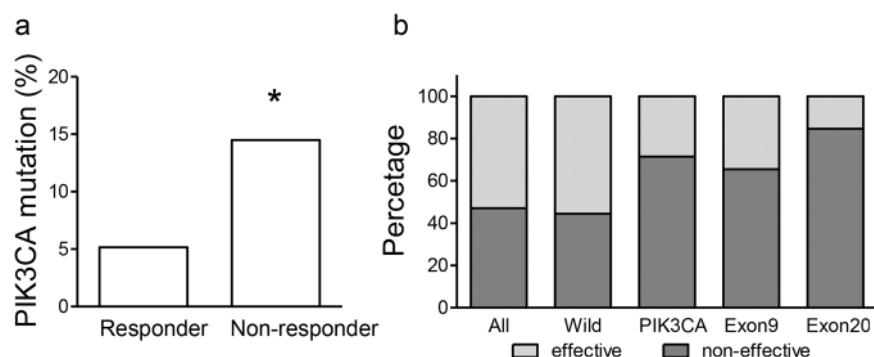 a
PIK3CA mutation (%)
20
15
10
5
0
*
Responder Non-responder
b
Percetage
100
80
60
40
20
0
All Wild PIK3CA Exon9 Exon20
effective non-effective